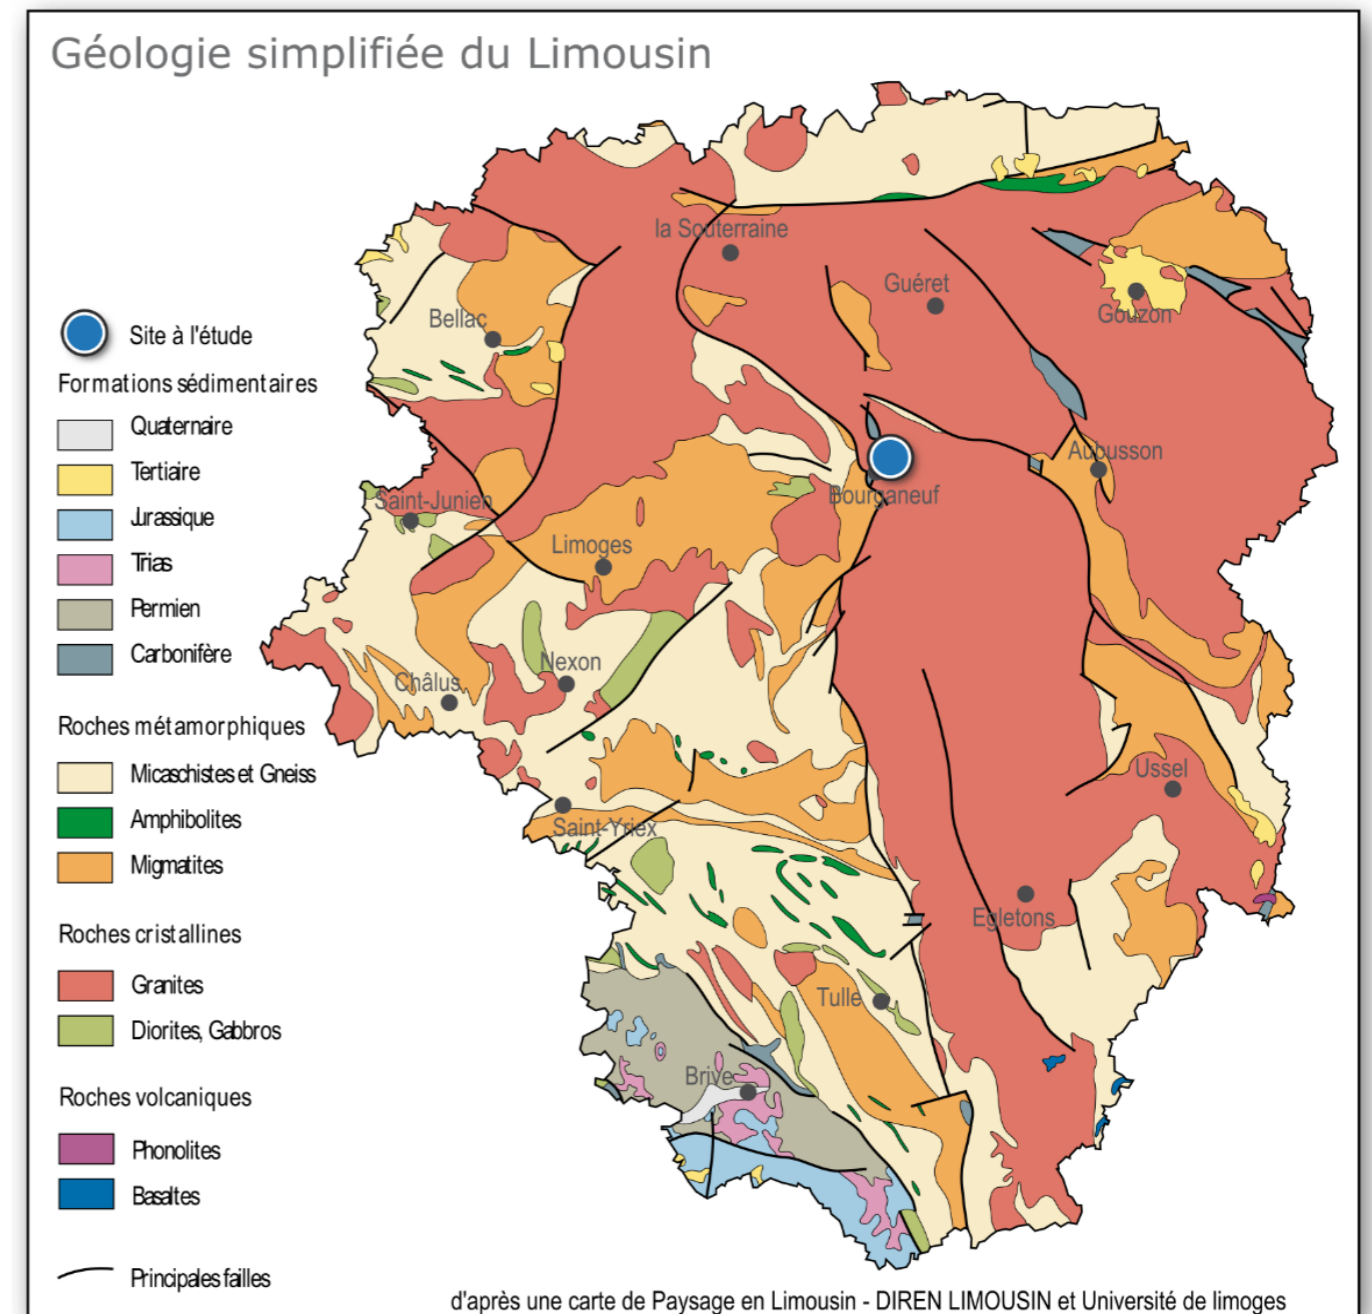 Géologie simplifiée du Limousin
Site à l'étude
Formations sédimentaires
Quaternaire
Tertiaire
Jurassique
Trias
Permien
Carbonifère
Roches métamorphiques
Micaschistes et Gneiss
Amphibolites
Migmatites
Roches cristallines
Granites
Diorites, Gabbros
Roches volcaniques
Phonolites
Basaltes
Principales failles
la Souterraine
Guéret
Gouzon
Bellac
Aubusson
Bourganeuf
Saint-Junien
Limoges
Nexon
Châlus
Ussel
Saint-Yriex
Egletons
Tulle
Brive
d'après une carte de Paysage en Limousin - DIREN LIMOUSIN et Université de limoges